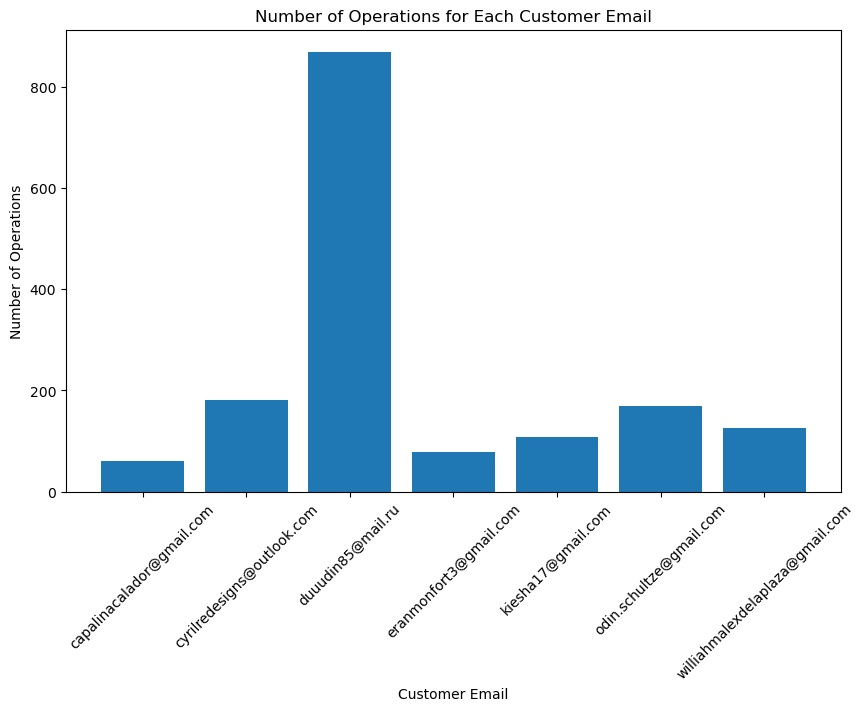 Number of Operations for Each Customer Email
Number of Operations
800
600
400
200
0
capalinacalador@gmail.com
cyrilredesigns@outlook.com
duuudin85@mail.ru
eranmonfort3@gmail.com
kiesha17@gmail.com
odin.schultze@gmail.com
williahmalexdelaplaza@gmail.com
Customer Email